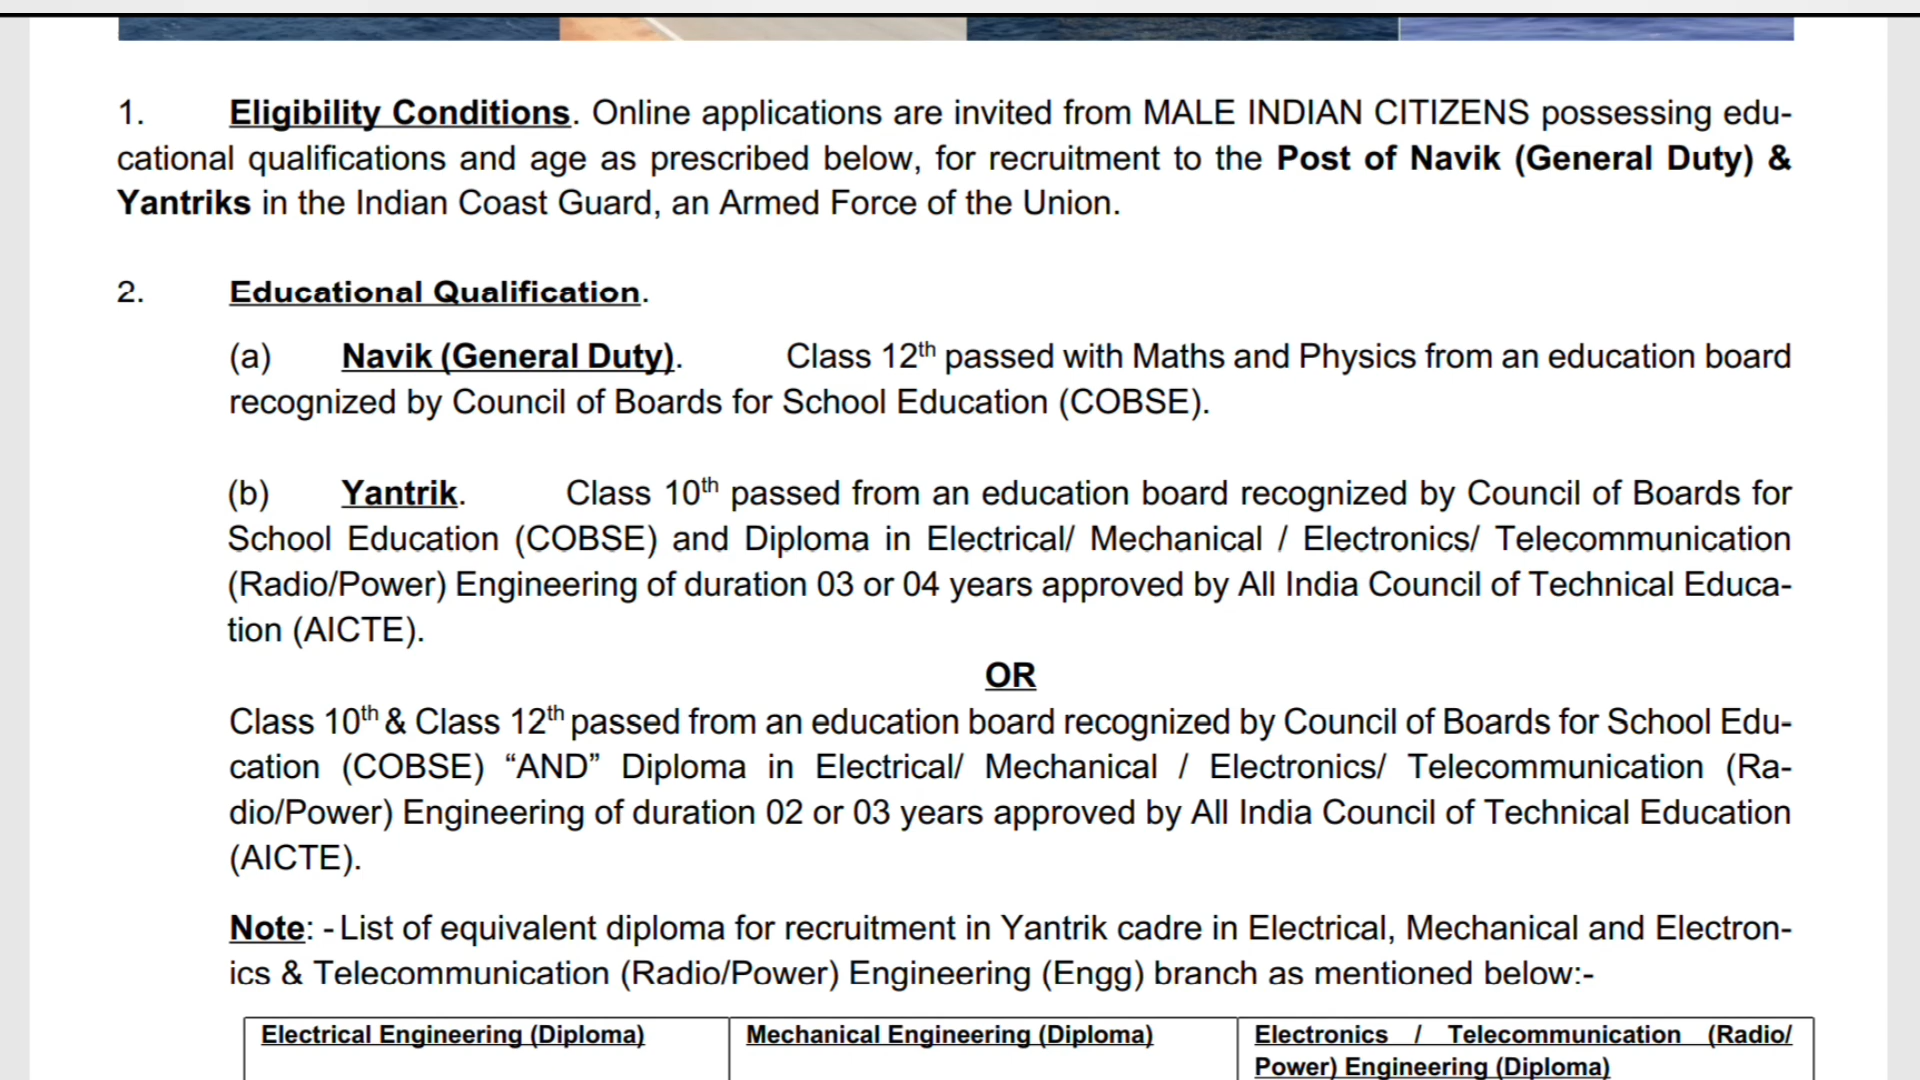 1. Eligibility Conditions. Online applications are invited from MALE INDIAN CITIZENS possessing edu-
cational qualifications and age as prescribed below, for recruitment to the Post of Navik (General Duty) &
Yantriks in the Indian Coast Guard, an Armed Force of the Union.
2. Educational Qualification.
(a) Navik (General Duty). Class 12th passed with Maths and Physics from an education board
recognized by Council of Boards for School Education (COBSE).
(b) Yantrik. Class 10th passed from an education board recognized by Council of Boards for
School Education (COBSE) and Diploma in Electrical/ Mechanical / Electronics/ Telecommunication
(Radio/Power) Engineering of duration 03 or 04 years approved by All India Council of Technical Educa-
tion (AICTE).
OR
Class 10th & Class 12th passed from an education board recognized by Council of Boards for School Edu-
cation (COBSE) “AND” Diploma in Electrical/ Mechanical / Electronics/ Telecommunication (Ra-
dio/Power) Engineering of duration 02 or 03 years approved by All India Council of Technical Education
(AICTE).
Note: - List of equivalent diploma for recruitment in Yantrik cadre in Electrical, Mechanical and Electron-
ics & Telecommunication (Radio/Power) Engineering (Engg) branch as mentioned below:-
Electrical Engineering (Diploma) Mechanical Engineering (Diploma) Electronics / Telecommunication (Radio/
Power) Engineering (Diploma)